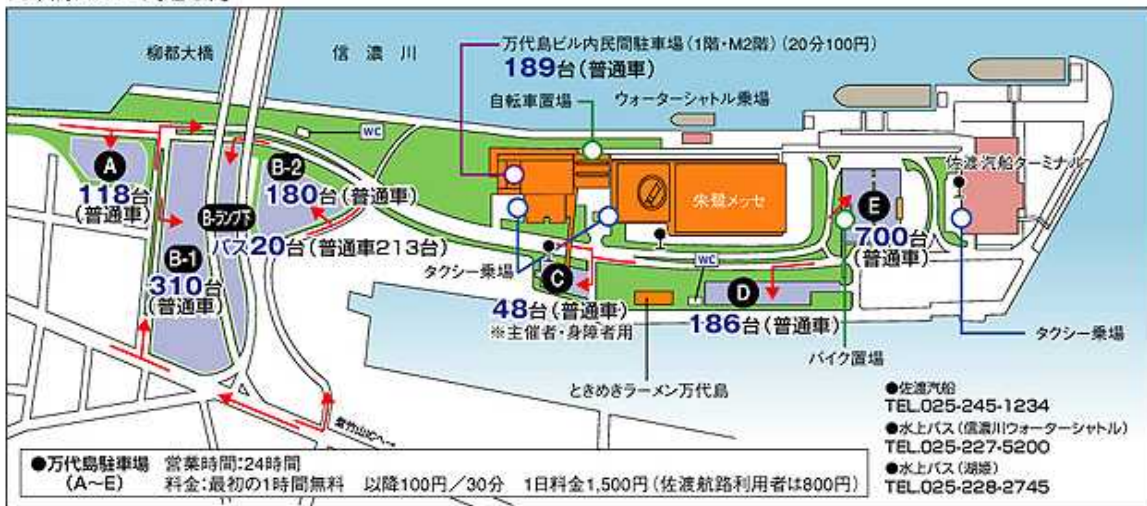 柳都大橋
信濃川
万代島ビル内民間駐車場(1階・M2階)(20分100円)
189台(普通車)
自転車置場
ウォーターシャトル乗場
WC
A
118台
(普通車)
B-2
180台(普通車)
B-ランプ下
バス20台(普通車213台)
B-1
310台
(普通車)
タクシー乗場
朱鷺メッセ
佐渡汽船ターミナル
E
700台
(普通車)
C
48台(普通車)
※主催者・身障者用
WC
D
186台(普通車)
バイク置場
タクシー乗場
ときめきラーメン万代島
紫竹山ICへ→
●佐渡汽船
TEL.025-245-1234
●水上バス(信濃川ウォーターシャトル)
TEL.025-227-5200
●水上バス(湖姫)
TEL.025-228-2745
●万代島駐車場 営業時間:24時間
(A~E) 料金:最初の1時間無料 以降100円/30分 1日料金1,500円(佐渡航路利用者は800円)